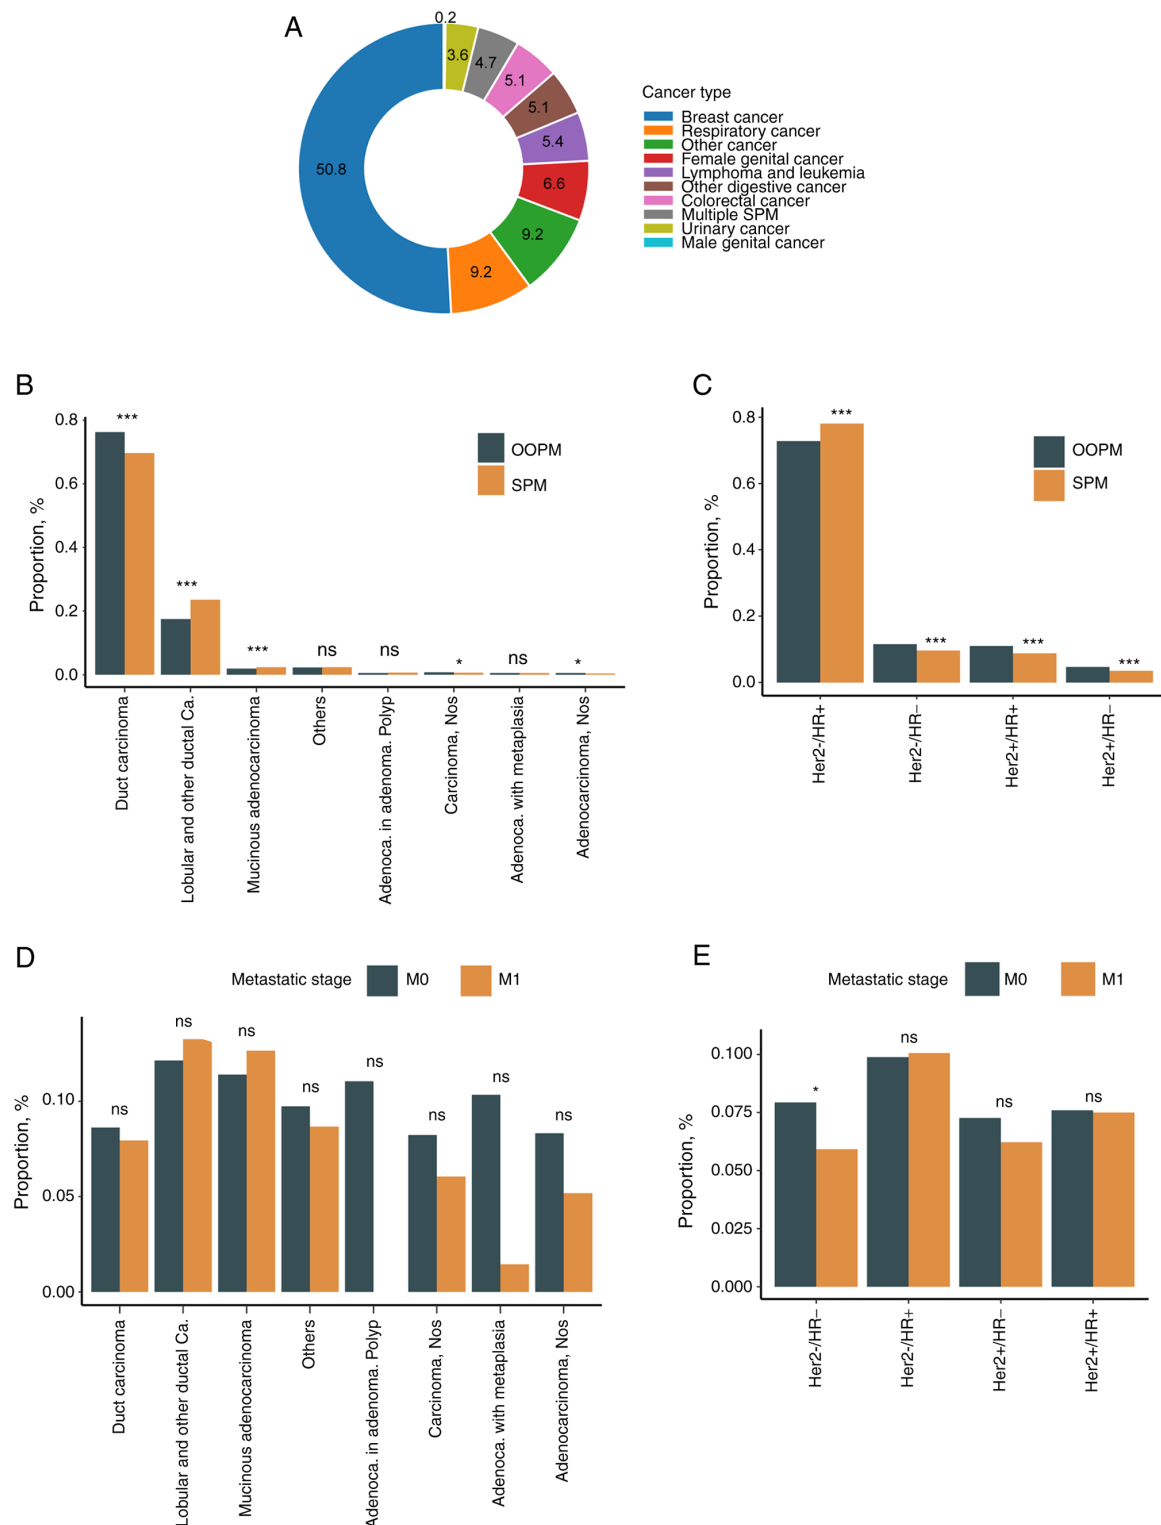 A
0.2
3.6
4.7
5.1
5.1
5.4
6.6
9.2
9.2
50.8
Cancer type
Breast cancer
Respiratory cancer
Other cancer
Female genital cancer
Lymphoma and leukemia
Other digestive cancer
Colorectal cancer
Multiple SPM
Urinary cancer
Male genital cancer
B
Proportion, %
0.8
0.6
0.4
0.2
0.0
***
***
***
ns
ns
*
ns
*
OOPM
SPM
Duct carcinoma
Lobular and other ductal Ca.
Mucinous adenocarcinoma
Others
Adenoca. in adenoma. Polyp
Carcinoma, Nos
Adenoca. with metaplasia
Adenocarcinoma, Nos
C
Proportion, %
0.8
0.6
0.4
0.2
0.0
***
***
***
***
OOPM
SPM
Her2-/HR+
Her2-/HR−
Her2+/HR+
Her2+/HR−
D
Metastatic stage M0 M1
Proportion, %
0.10
0.05
0.00
ns
ns
ns
ns
ns
ns
ns
ns
Duct carcinoma
Lobular and other ductal Ca.
Mucinous adenocarcinoma
Others
Adenoca. in adenoma. Polyp
Carcinoma, Nos
Adenoca. with metaplasia
Adenocarcinoma, Nos
E
Metastatic stage M0 M1
Proportion, %
0.100
0.075
0.050
0.025
0.000
*
ns
ns
ns
Her2-/HR−
Her2-/HR+
Her2+/HR−
Her2+/HR+